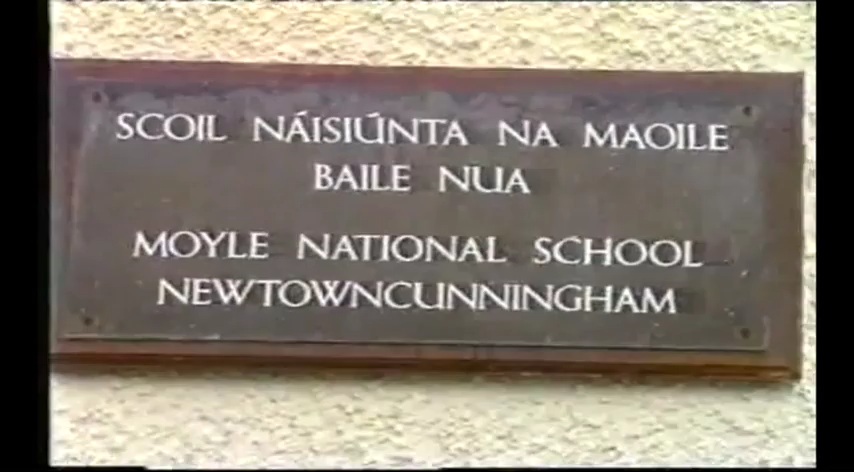 SCOIL NÁISIÚNTA NA MAOILE
BAILE NUA
MOYLE NATIONAL SCHOOL
NEWTOWNCUNNINGHAM